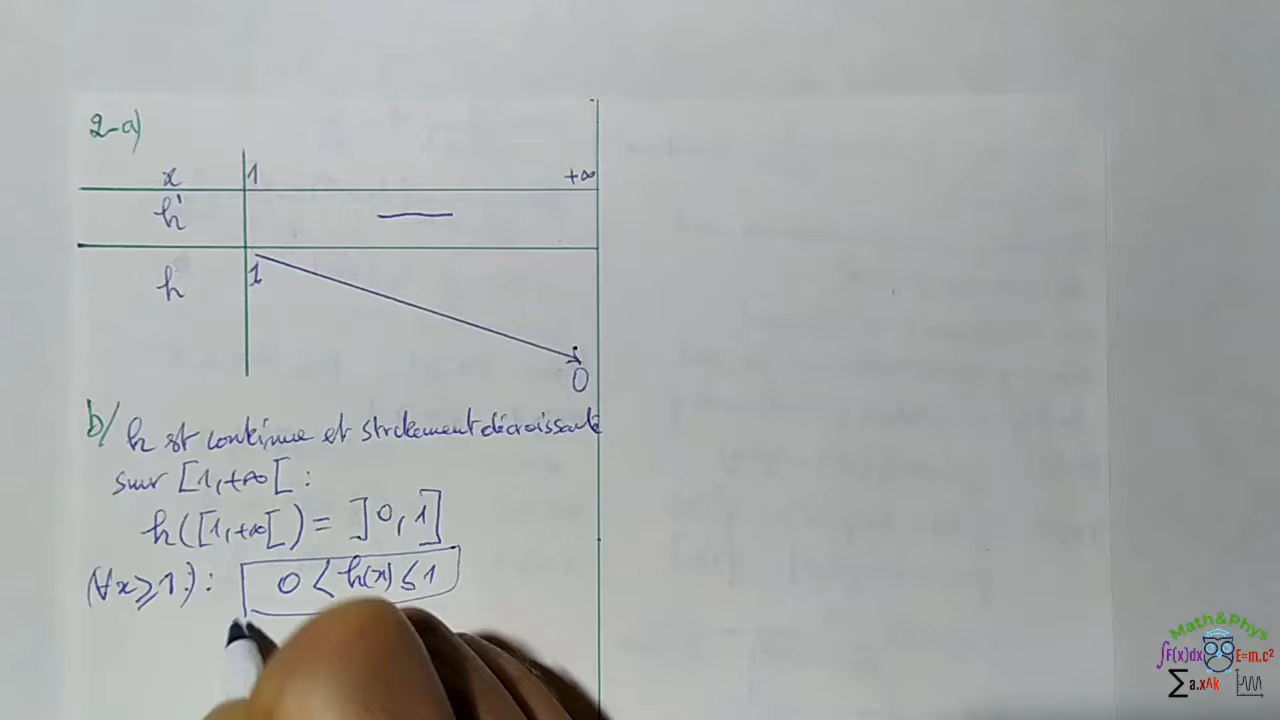 2-a)
x 1 +∞
h' —
h 1 0
b/ h est continue et strictement décroissante
sur [1,+∞[ :
h([1,+∞[) = ]0,1]
(∀x⩾1) : 0 < h(x) ≤ 1
Math&Phys
∫F(x)dx E=m.c²
∑ a.x^k